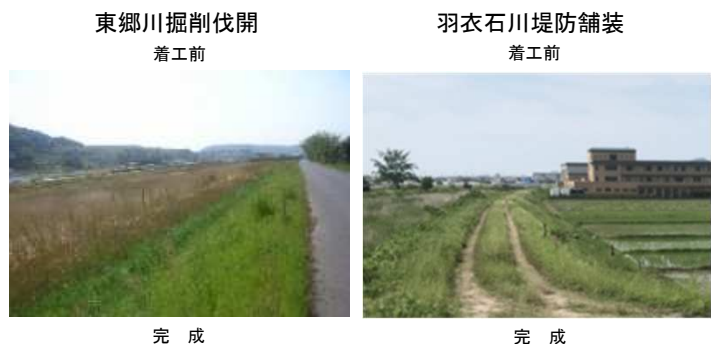 東郷川掘削伐開
着工前
完 成
羽衣石川堤防舗装
着工前
完 成